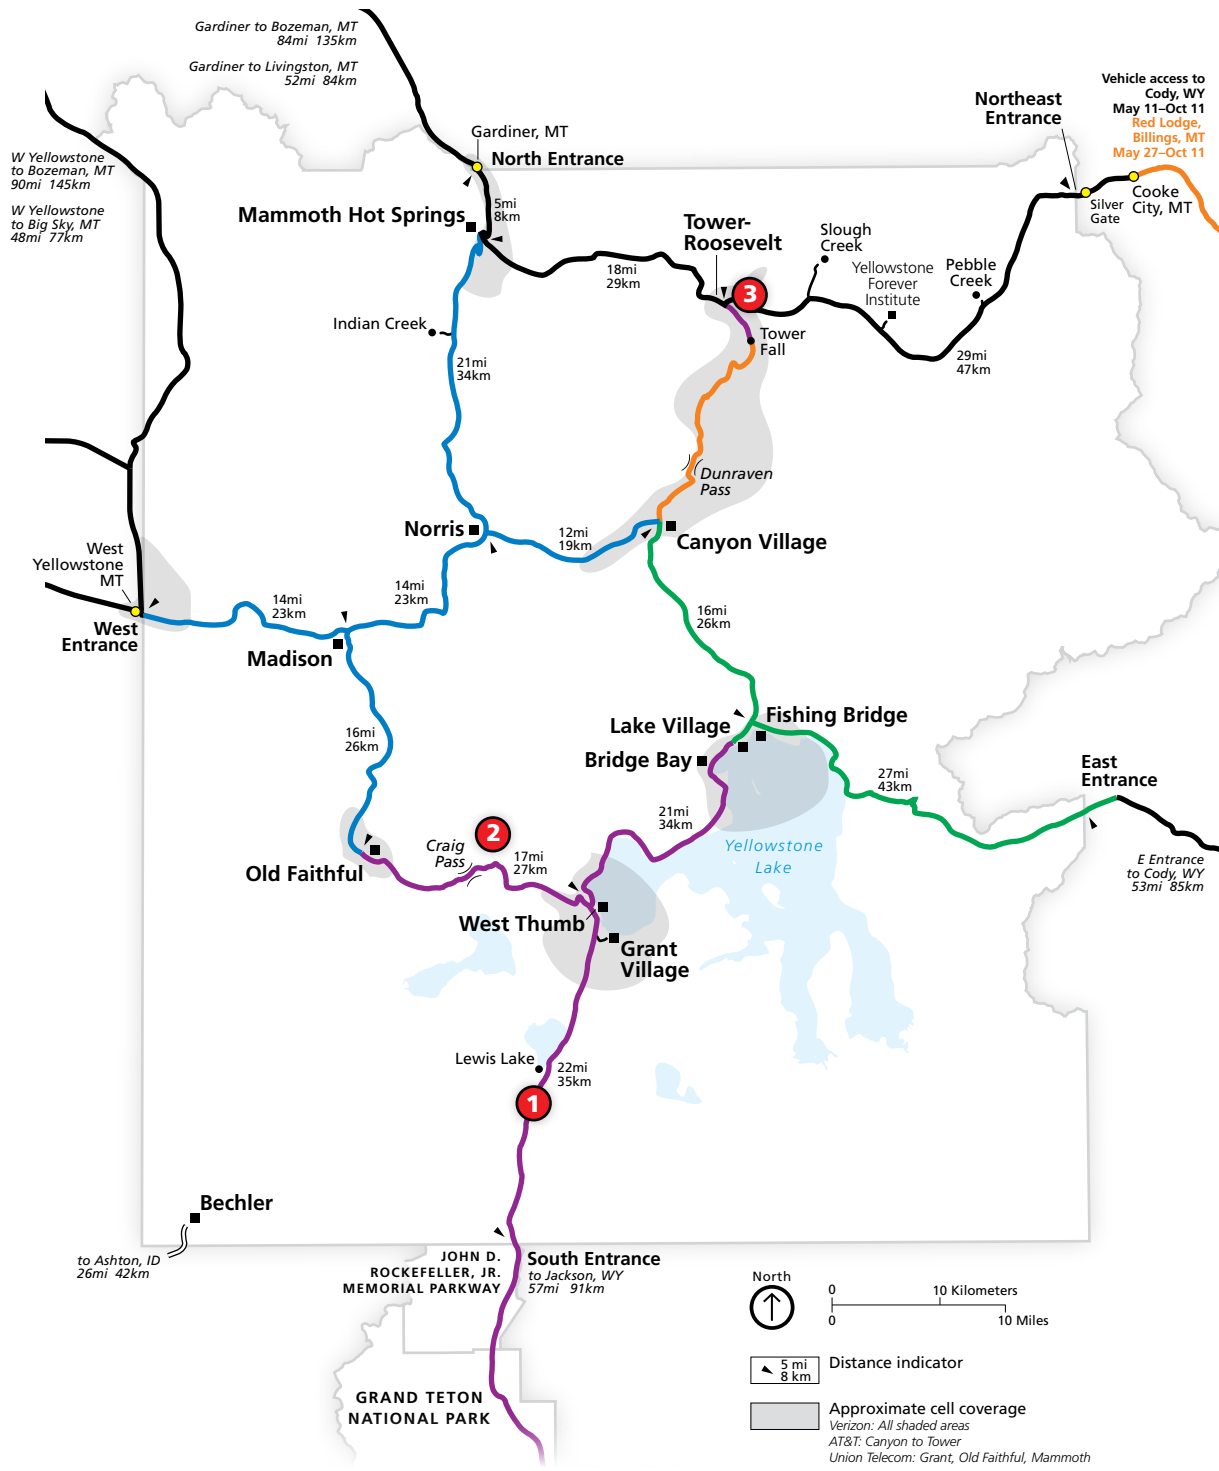 Gardiner to Bozeman, MT
84mi 135km
Gardiner to Livingston, MT
52mi 84km
Vehicle access to
Cody, WY
May 11–Oct 11
Red Lodge,
Billings, MT
May 27–Oct 11
Northeast
Entrance
Gardiner, MT
North Entrance
W Yellowstone
to Bozeman, MT
90mi 145km
W Yellowstone
to Big Sky, MT
48mi 77km
5mi
8km
Mammoth Hot Springs
Silver
Gate
Cooke
City, MT
Tower-
Roosevelt
Slough
Creek
Yellowstone
Forever
Institute
Pebble
Creek
18mi
29km
3
Indian Creek
Tower
Fall
21mi
34km
29mi
47km
Dunraven
Pass
Norris
12mi
19km
Canyon Village
West
Yellowstone
MT
14mi
23km
14mi
23km
16mi
26km
West
Entrance
Madison
16mi
26km
Lake Village
Fishing Bridge
Bridge Bay
27mi
43km
East
Entrance
21mi
34km
2
Craig
Pass
17mi
27km
Yellowstone
Lake
Old Faithful
E Entrance
to Cody, WY
53mi 85km
West Thumb
Grant
Village
Lewis Lake
22mi
35km
1
Bechler
to Ashton, ID
26mi 42km
JOHN D.
ROCKEFELLER, JR.
MEMORIAL PARKWAY
South Entrance
to Jackson, WY
57mi 91km
North
0
10 Kilometers
0
10 Miles
5 mi
8 km
Distance indicator
GRAND TETON
NATIONAL PARK
Approximate cell coverage
Verizon: All shaded areas
AT&T: Canyon to Tower
Union Telecom: Grant, Old Faithful, Mammoth